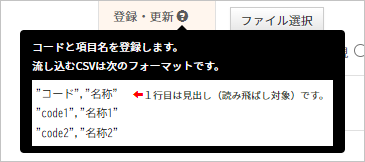 登録・更新?
ファイル選択
コードと項目名を登録します。
流し込むCSVは次のフォーマットです。
"コード","名称" ←1行目は見出し（読み飛ばし対象）です。
"code1","名称1"
"code2","名称2"